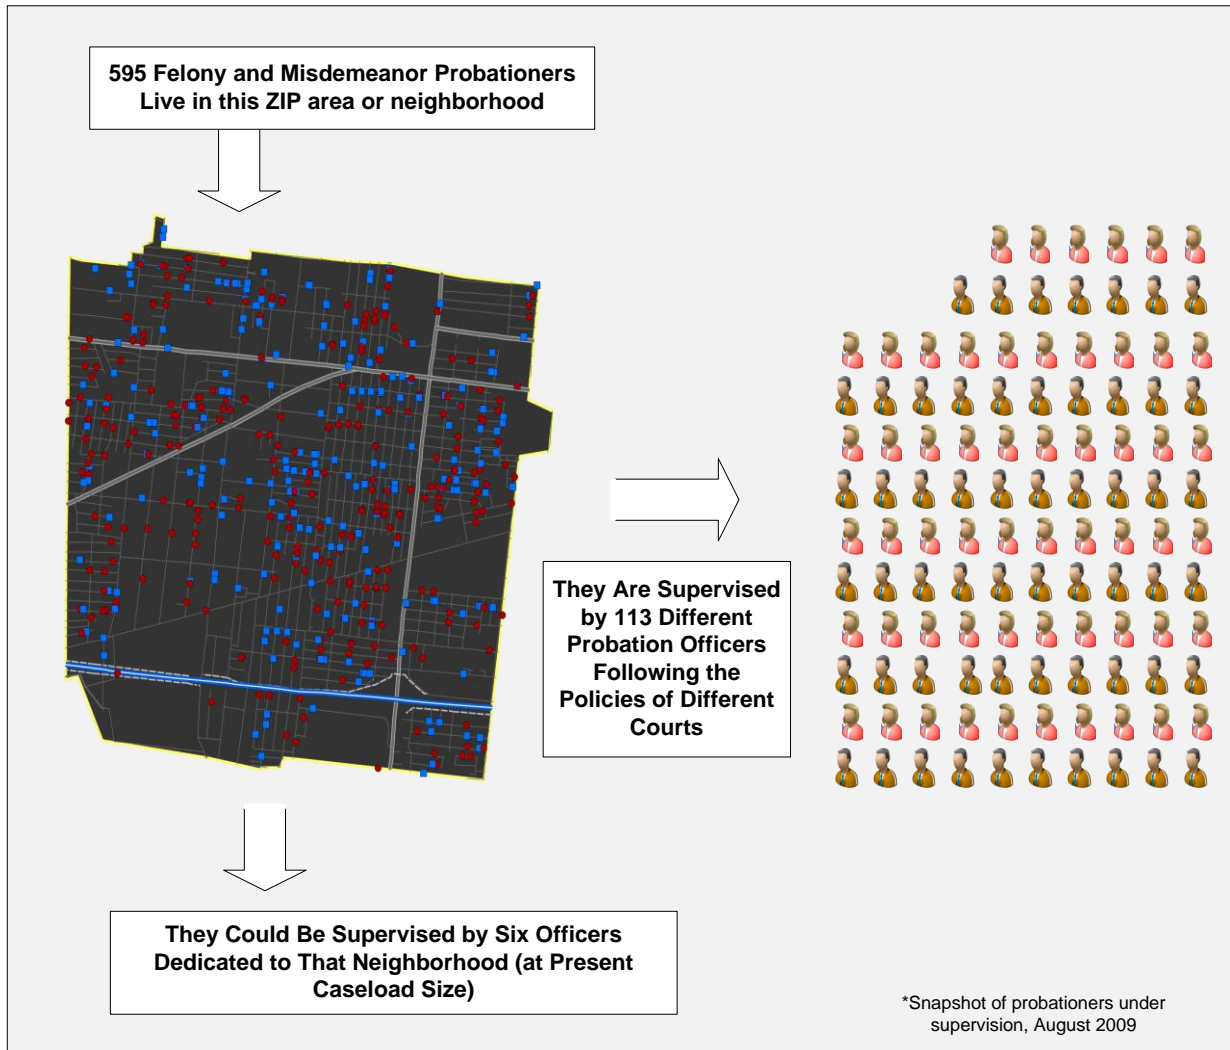 595 Felony and Misdemeanor Probationers
Live in this ZIP area or neighborhood
They Are Supervised
by 113 Different
Probation Officers
Following the
Policies of Different
Courts
They Could Be Supervised by Six Officers
Dedicated to That Neighborhood (at Present
Caseload Size)
*Snapshot of probationers under
supervision, August 2009